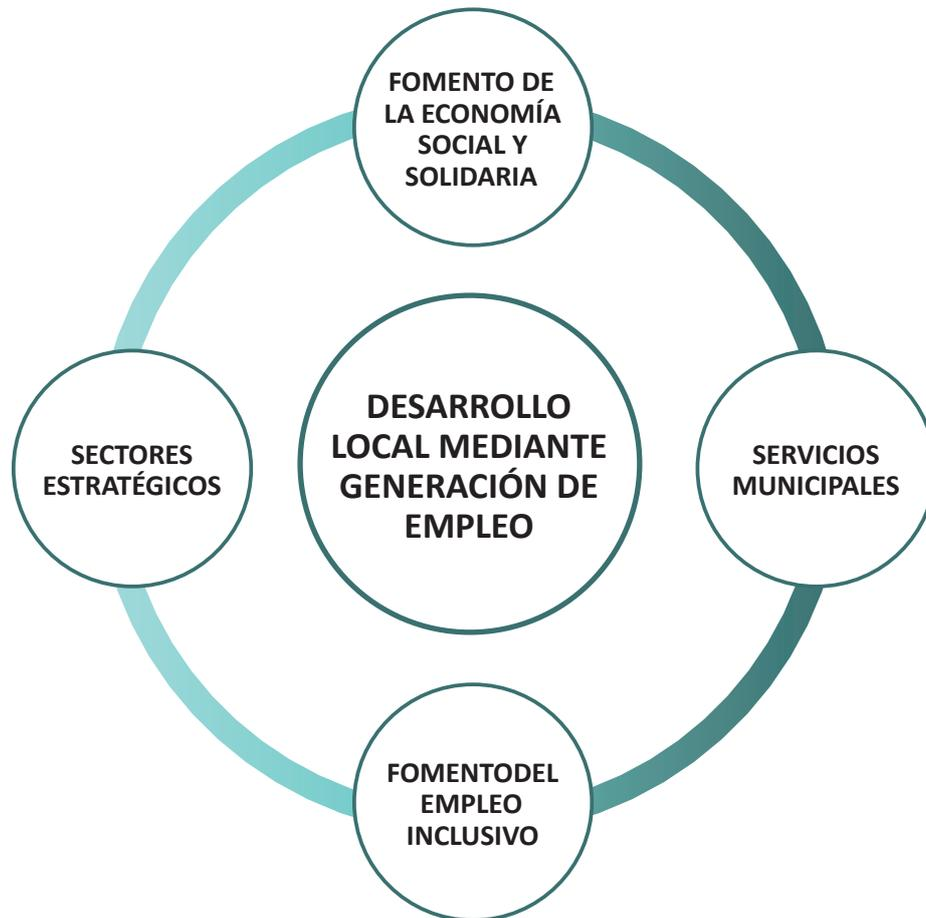 FOMENTO DE
LA ECONOMÍA
SOCIAL Y
SOLIDARIA
SECTORES
ESTRATÉGICOS
DESARROLLO
LOCAL MEDIANTE
GENERACIÓN DE
EMPLEO
SERVICIOS
MUNICIPALES
FOMENTODEL
EMPLEO
INCLUSIVO